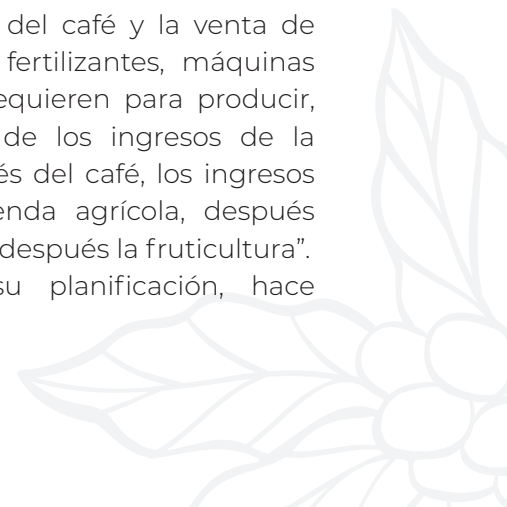 del café y la venta de
fertilizantes, máquinas
equieren para producir,
de los ingresos de la
és del café, los ingresos
enda agrícola, después
después la fruticultura”.
su planificación, hace